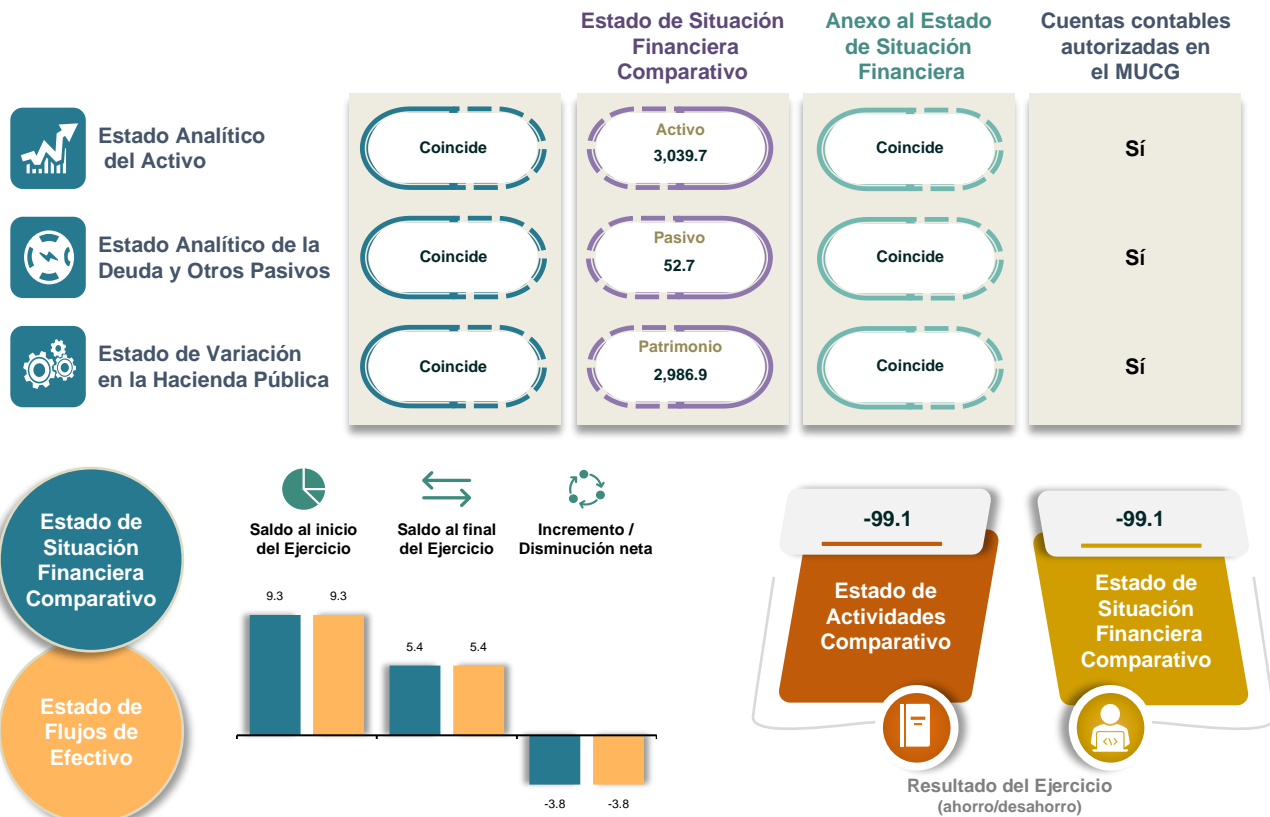 Estado de Situación
Financiera
Comparativo
Anexo al Estado
de Situación
Financiera
Cuentas contables
autorizadas en
el MUCG
Estado Analítico
del Activo
Coincide
Activo
3,039.7
Coincide
Sí
Estado Analítico de la
Deuda y Otros Pasivos
Coincide
Pasivo
52.7
Coincide
Sí
Estado de Variación
en la Hacienda Pública
Coincide
Patrimonio
2,986.9
Coincide
Sí
Estado de
Situación
Financiera
Comparativo
Estado de
Flujos de
Efectivo
Saldo al inicio
del Ejercicio
Saldo al final
del Ejercicio
Incremento /
Disminución neta
9.3
9.3
5.4
5.4
-3.8
-3.8
-99.1
Estado de
Actividades
Comparativo
-99.1
Estado de
Situación
Financiera
Comparativo
Resultado del Ejercicio
(ahorro/desahorro)